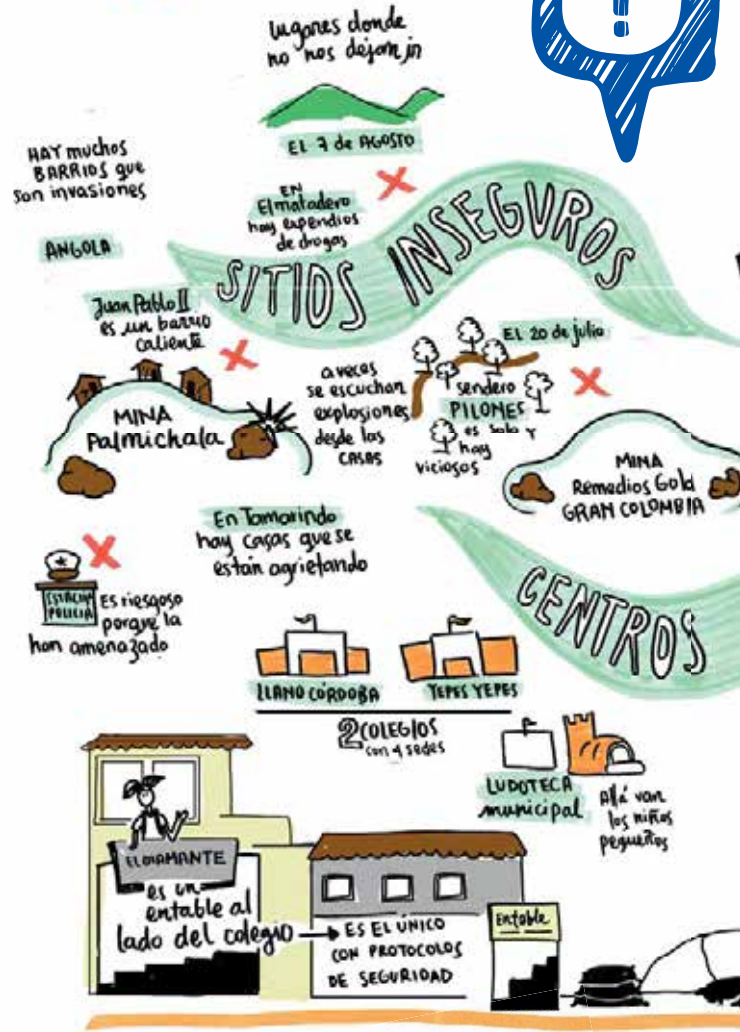 !
lugares donde
no nos dejan ir
EL 7 de AGOSTO
HAY muchos
BARRIOS que
son invasiones
EN
El matadero
hay expendios
de drogas
ANGOLA
SITIOS INSEGUROS
Juan Pablo II
es un barrio
caliente
EL 20 de julio
a veces
se escuchan
explosiones
desde las
CASAS
sendero
PILONES
es solo y
hay
viciosos
MINA
Palmichala
MINA
Remedios Gold
GRAN COLOMBIA
En Tamarindo
hay casas que se
están agrietando
ESTACIÓN
POLICIA
Es riesgoso
porque la
han amenazado
CENTROS
LLANO CÓRDOBA
YEPES YEPES
2 COLEGIOS
con 4 sedes
LUDOTECA
municipal
Allá van
los niños
pequeños
EL DIAMANTE
es un
entable al
lado del colegio
ES EL ÚNICO
CON PROTOCOLOS
DE SEGURIDAD
Entable